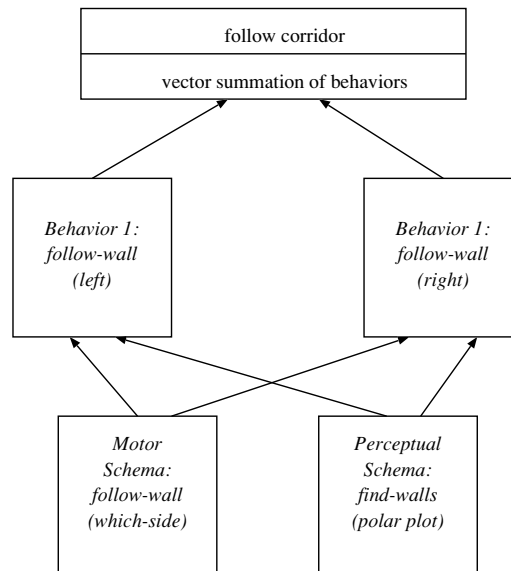 follow corridor
vector summation of behaviors
Behavior 1:
follow-wall
(left)
Behavior 1:
follow-wall
(right)
Motor
Schema:
follow-wall
(which-side)
Perceptual
Schema:
find-walls
(polar plot)